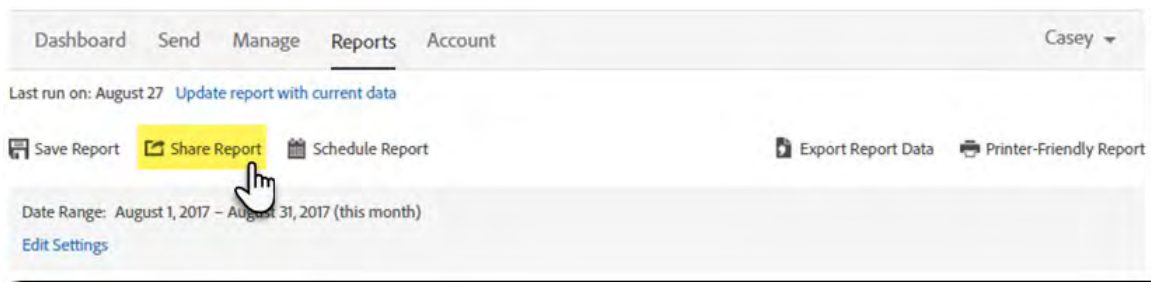 Dashboard Send Manage Reports Account Casey
Last run on: August 27 Update report with current data
Save Report Share Report Schedule Report Export Report Data Printer-Friendly Report
Date Range: August 1, 2017 – August 31, 2017 (this month)
Edit Settings